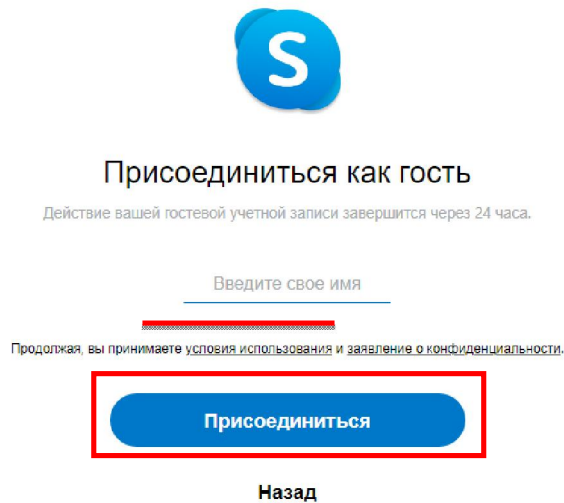 S
Присоединиться как гость
Действие вашей гостевой учетной записи завершится через 24 часа.
Введите свое имя
Продолжая, вы принимаете условия использования и заявление о конфиденциальности.
Присоединиться
Назад